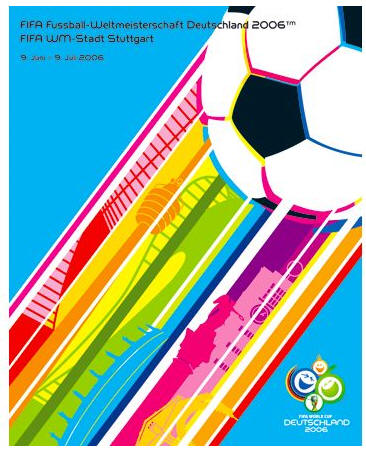 FIFA Fussball-Weltmeisterschaft Deutschland 2006™
FIFA WM-Stadt Stuttgart
9. Juni - 9. Juli 2006
FIFA WORLD CUP
DEUTSCHLAND
2006